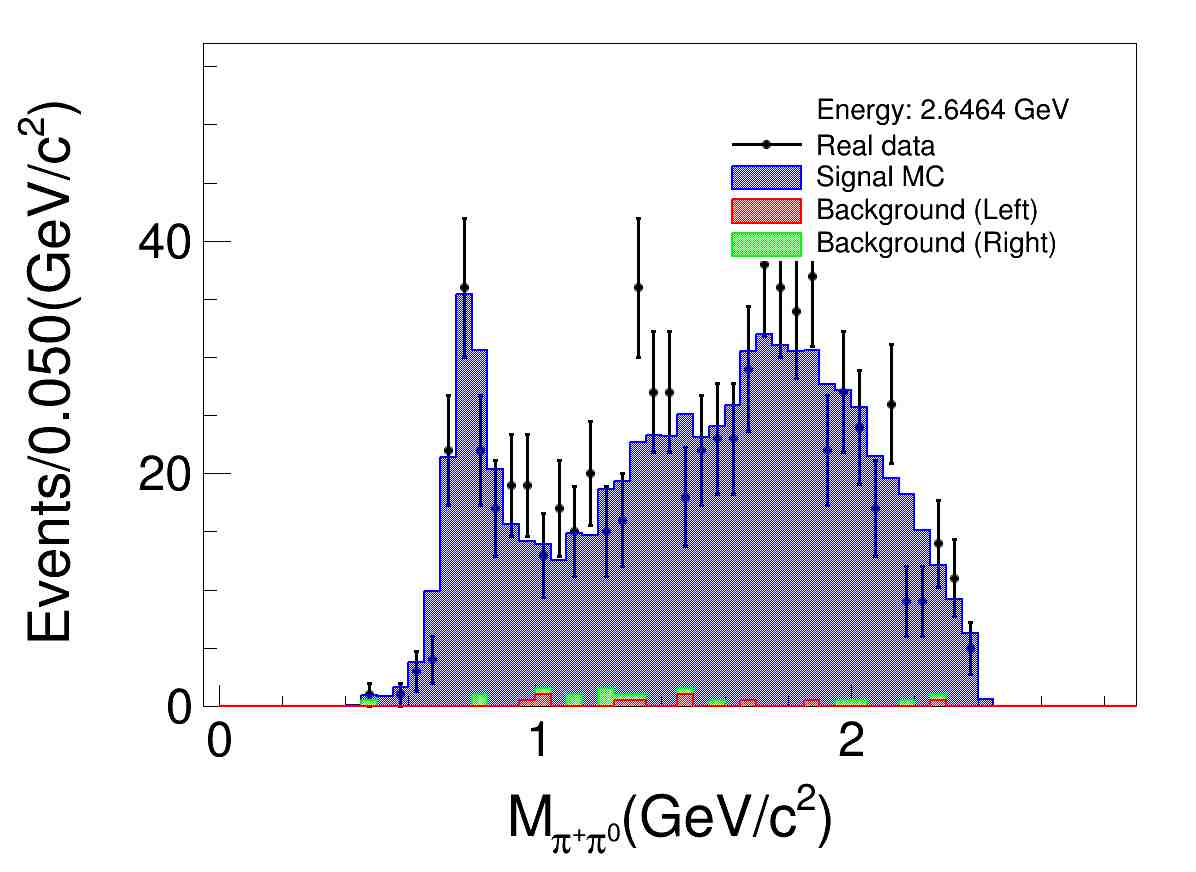 Energy: 2.6464 GeV
Real data
Signal MC
Background (Left)
Background (Right)
Events/0.050(GeV/c²)
40
20
0
0 1 2
M_π⁺π⁰(GeV/c²)